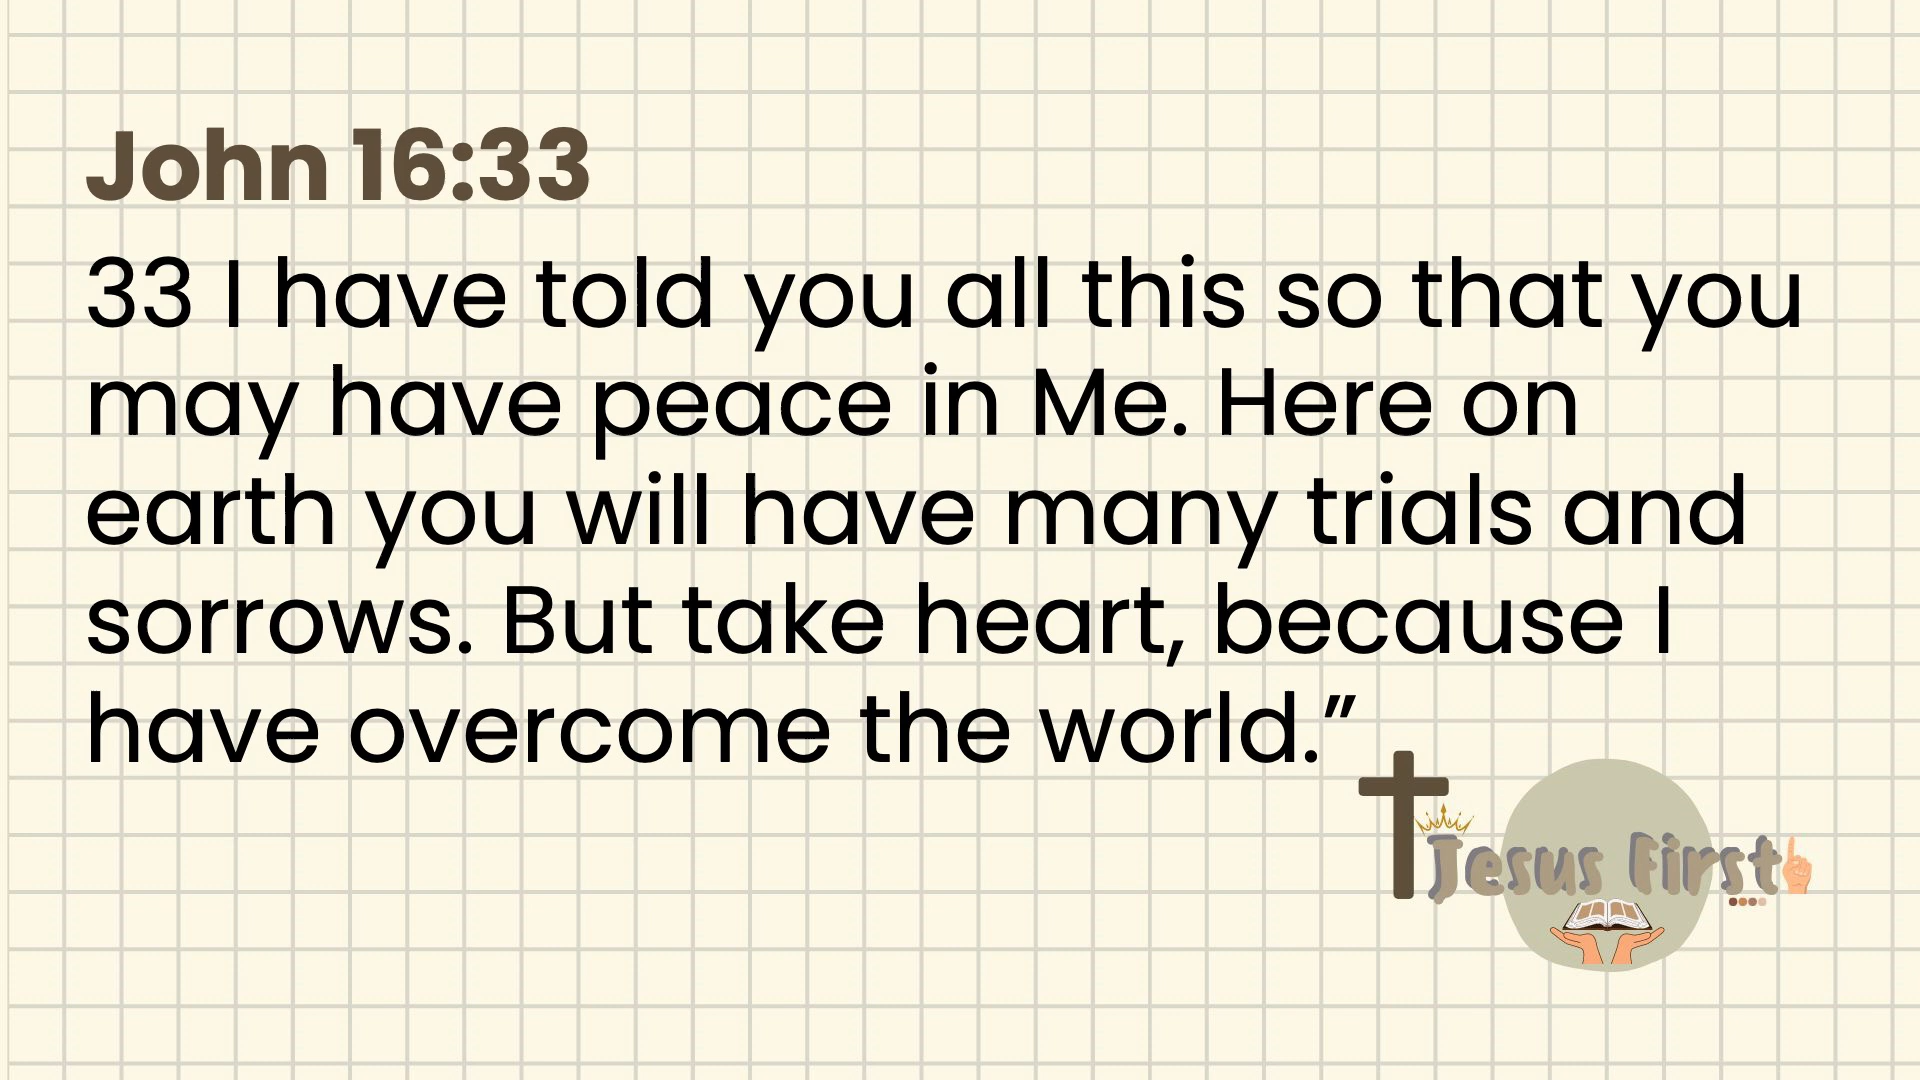 John 16:33
33 I have told you all this so that you
may have peace in Me. Here on
earth you will have many trials and
sorrows. But take heart, because I
have overcome the world.”
Jesus First